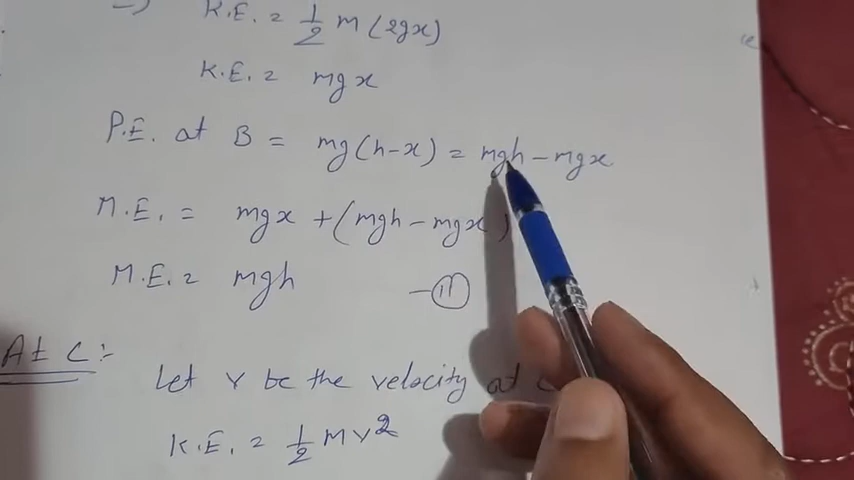 K.E. = 1/2 m (2gx)
K.E. = mgx
P.E. at B = mg(h-x) = mgh - mgx
M.E. = mgx + (mgh - mgx)
M.E. = mgh - (II)
At C :-
Let v be the velocity at C
K.E. = 1/2 mv²